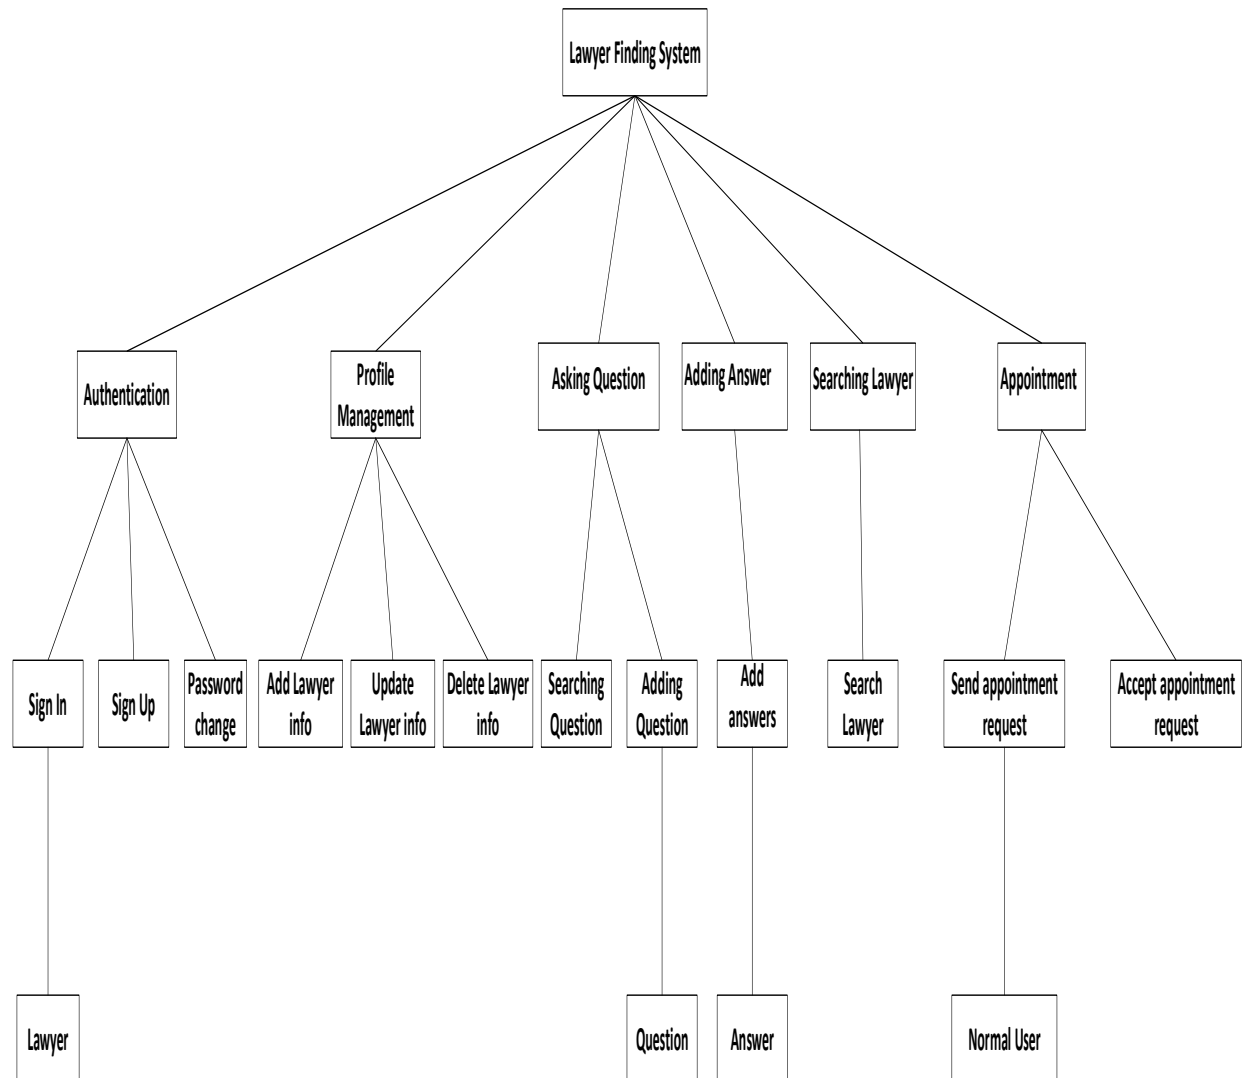 Lawyer Finding System
Authentication
Profile
Management
Asking Question
Adding Answer
Searching Lawyer
Appointment
Sign In
Sign Up
Password
change
Add Lawyer
info
Update
Lawyer info
Delete Lawyer
info
Searching
Question
Adding
Question
Add
answers
Search
Lawyer
Send appointment
request
Accept appointment
request
Lawyer
Question
Answer
Normal User